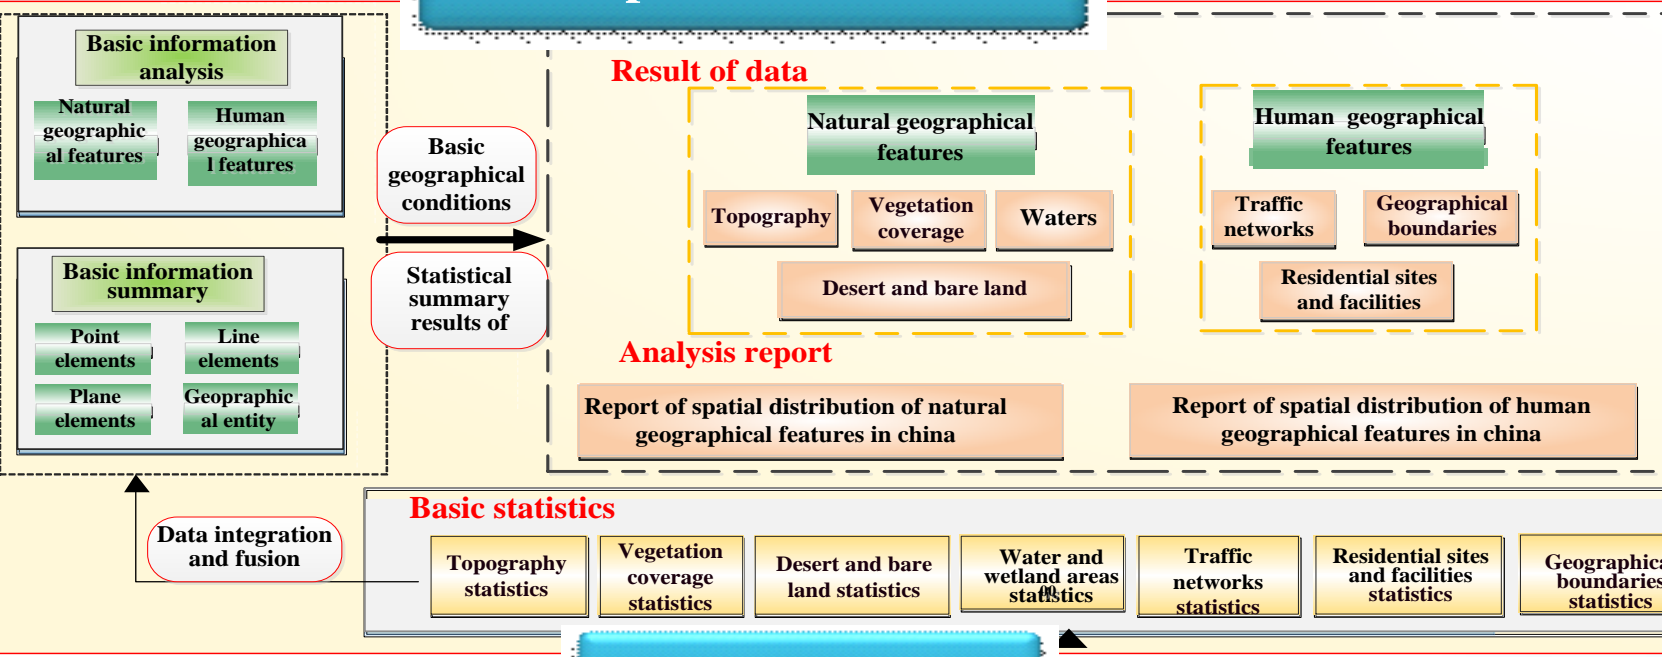 Basic information
analysis
Natural
geographic
al features
Human
geographica
l features
Basic information
summary
Point
elements
Line
elements
Plane
elements
Geoprаphic
al entity
Basic
geographical
conditions
Statistical
summary
results of
Result of data
Natural geographical
features
Topography
Vegetation
coverage
Waters
Desert and bare land
Human geographical
features
Traffic
networks
Geographical
boundaries
Residential sites
and facilities
Analysis report
Report of spatial distribution of natural
geographical features in china
Report of spatial distribution of human
geographical features in china
Data integration
and fusion
Basic statistics
Topography
statistics
Vegetation
coverage
statistics
Desert and bare
land statistics
Water and
wetland areas
statistics
Traffic
networks
statistics
Residential sites
and facilities
statistics
Geographica
boundaries
statistics